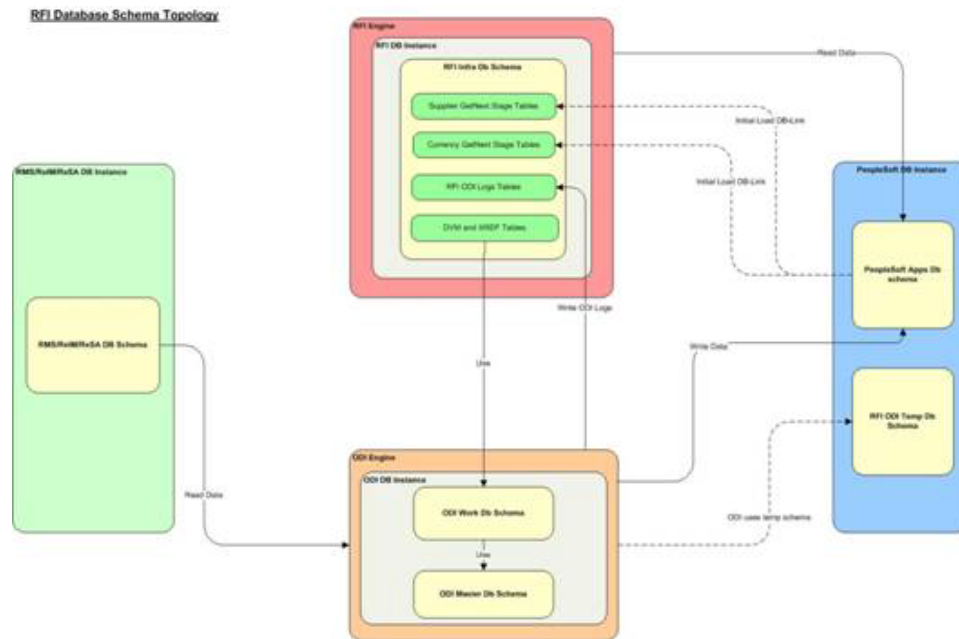 RFI Database Schema Topology
RFI Engine
RFI DB Instance
RFI Infra Db Schema
Supplier GetNext Stage Tables
Currency GetNext Stage Tables
RFI ODI Logs Tables
DVM and XREF Tables
Read Data
Initial Load DB-Link
Initial Load DB-Link
RMS/ReIM/ReSA DB Instance
RMS/ReIM/ReSA DB Schema
PeopleSoft DB Instance
PeopleSoft Apps Db
schema
RFI ODI Temp Db
Schema
Write ODI Logs
Write Data
Use
Read Data
ODI uses temp schema
ODI Engine
ODI DB Instance
ODI Work Db Schema
Use
ODI Master Db Schema